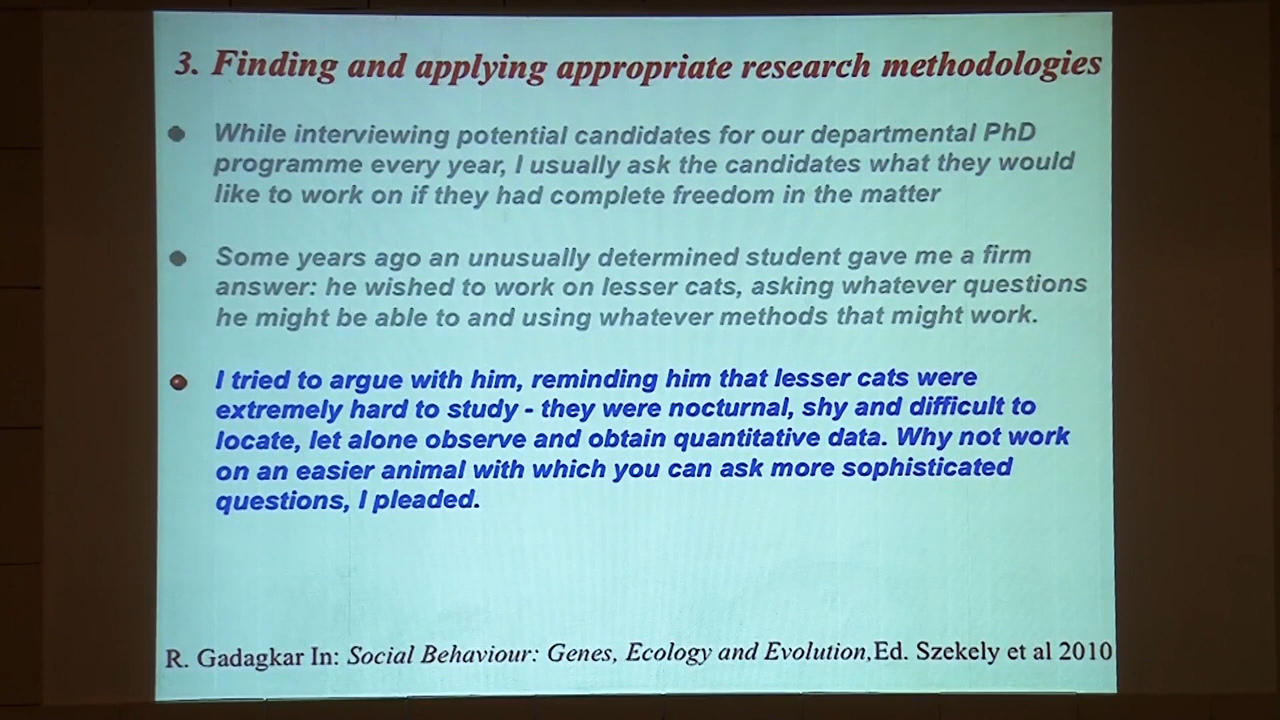 3. Finding and applying appropriate research methodologies
While interviewing potential candidates for our departmental PhD
programme every year, I usually ask the candidates what they would
like to work on if they had complete freedom in the matter
Some years ago an unusually determined student gave me a firm
answer: he wished to work on lesser cats, asking whatever questions
he might be able to and using whatever methods that might work.
I tried to argue with him, reminding him that lesser cats were
extremely hard to study - they were nocturnal, shy and difficult to
locate, let alone observe and obtain quantitative data. Why not work
on an easier animal with which you can ask more sophisticated
questions, I pleaded.
R. Gadagkar In: Social Behaviour: Genes, Ecology and Evolution,Ed. Szekely et al 2010